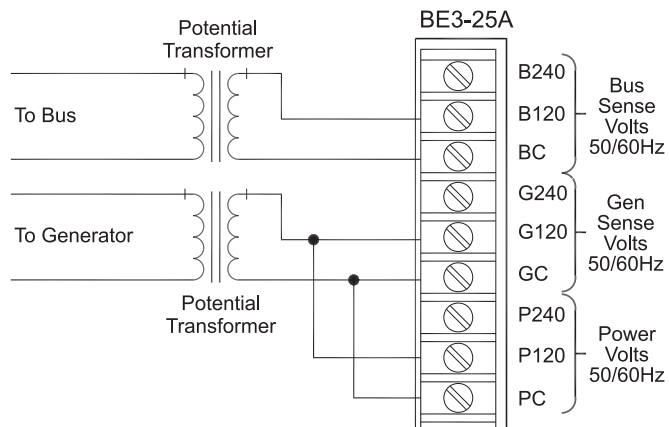 BE3-25A
Potential
Transformer
To Bus
B240
B120
BC
Bus
Sense
Volts
50/60Hz
To Generator
G240
G120
GC
Gen
Sense
Volts
50/60Hz
Potential
Transformer
P240
P120
PC
Power
Volts
50/60Hz